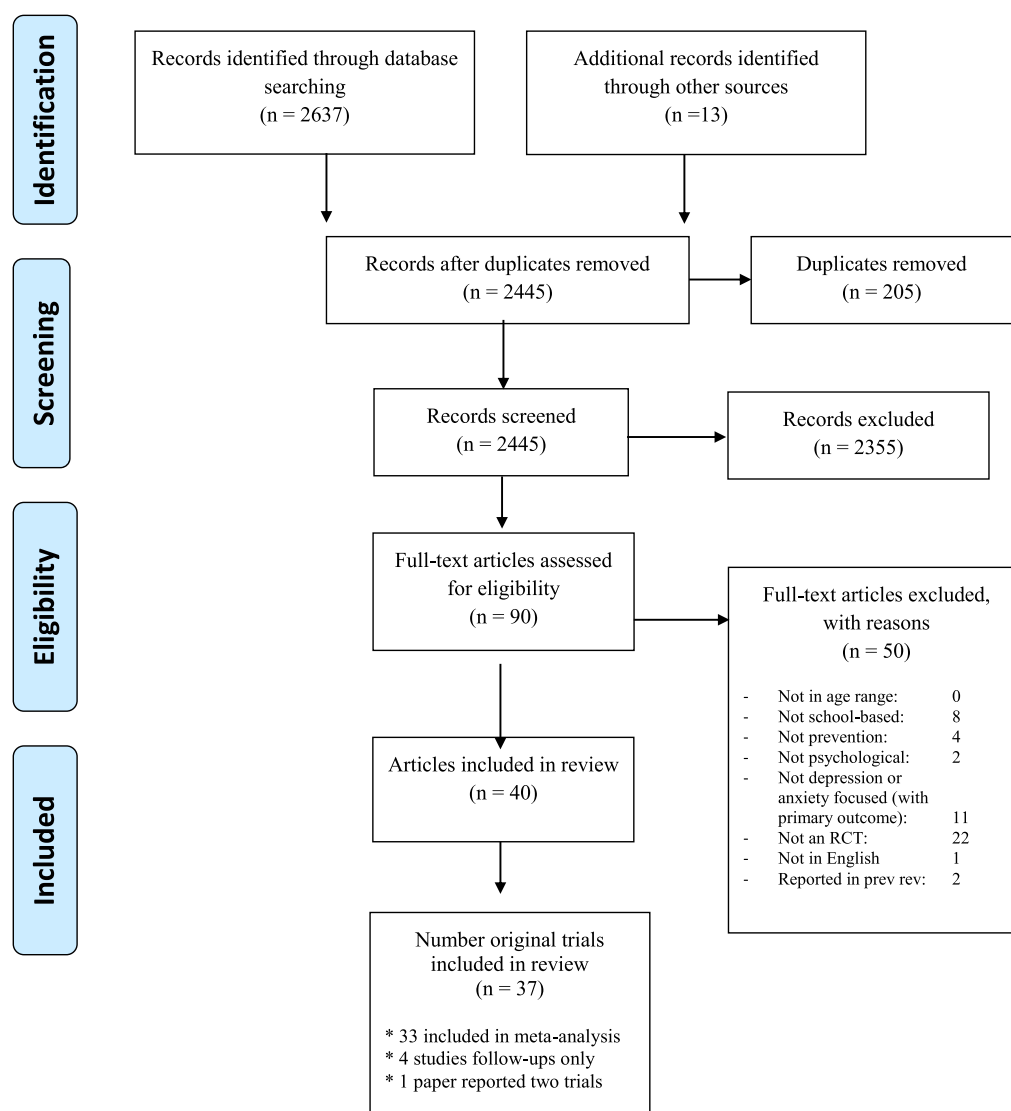 Identification
Records identified through database
searching
(n = 2637)
Additional records identified
through other sources
(n =13)
Records after duplicates removed
(n = 2445)
Duplicates removed
(n = 205)
Screening
Records screened
(n = 2445)
Records excluded
(n = 2355)
Eligibility
Full-text articles assessed
for eligibility
(n = 90)
Full-text articles excluded,
with reasons
(n = 50)
- Not in age range: 0
- Not school-based: 8
- Not prevention: 4
- Not psychological: 2
- Not depression or
anxiety focused (with
primary outcome): 11
- Not an RCT: 22
- Not in English 1
- Reported in prev rev: 2
Included
Articles included in review
(n = 40)
Number original trials
included in review
(n = 37)
* 33 included in meta-analysis
* 4 studies follow-ups only
* 1 paper reported two trials